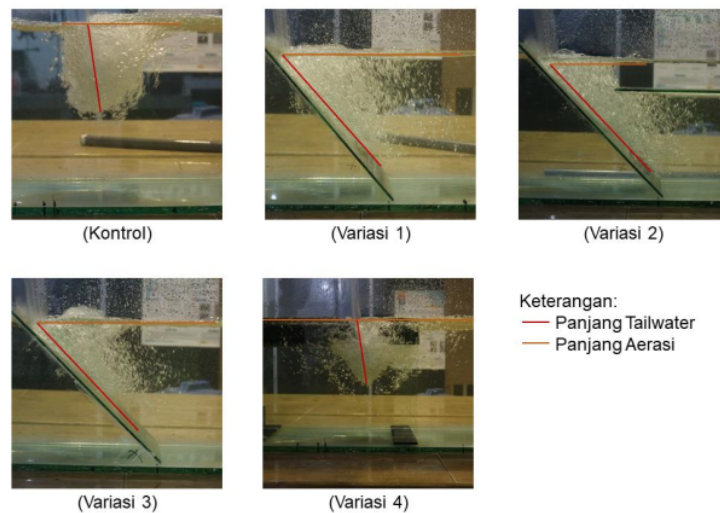 (Kontrol)
(Variasi 1)
(Variasi 2)
(Variasi 3)
(Variasi 4)
Keterangan:
Panjang Tailwater
Panjang Aerasi